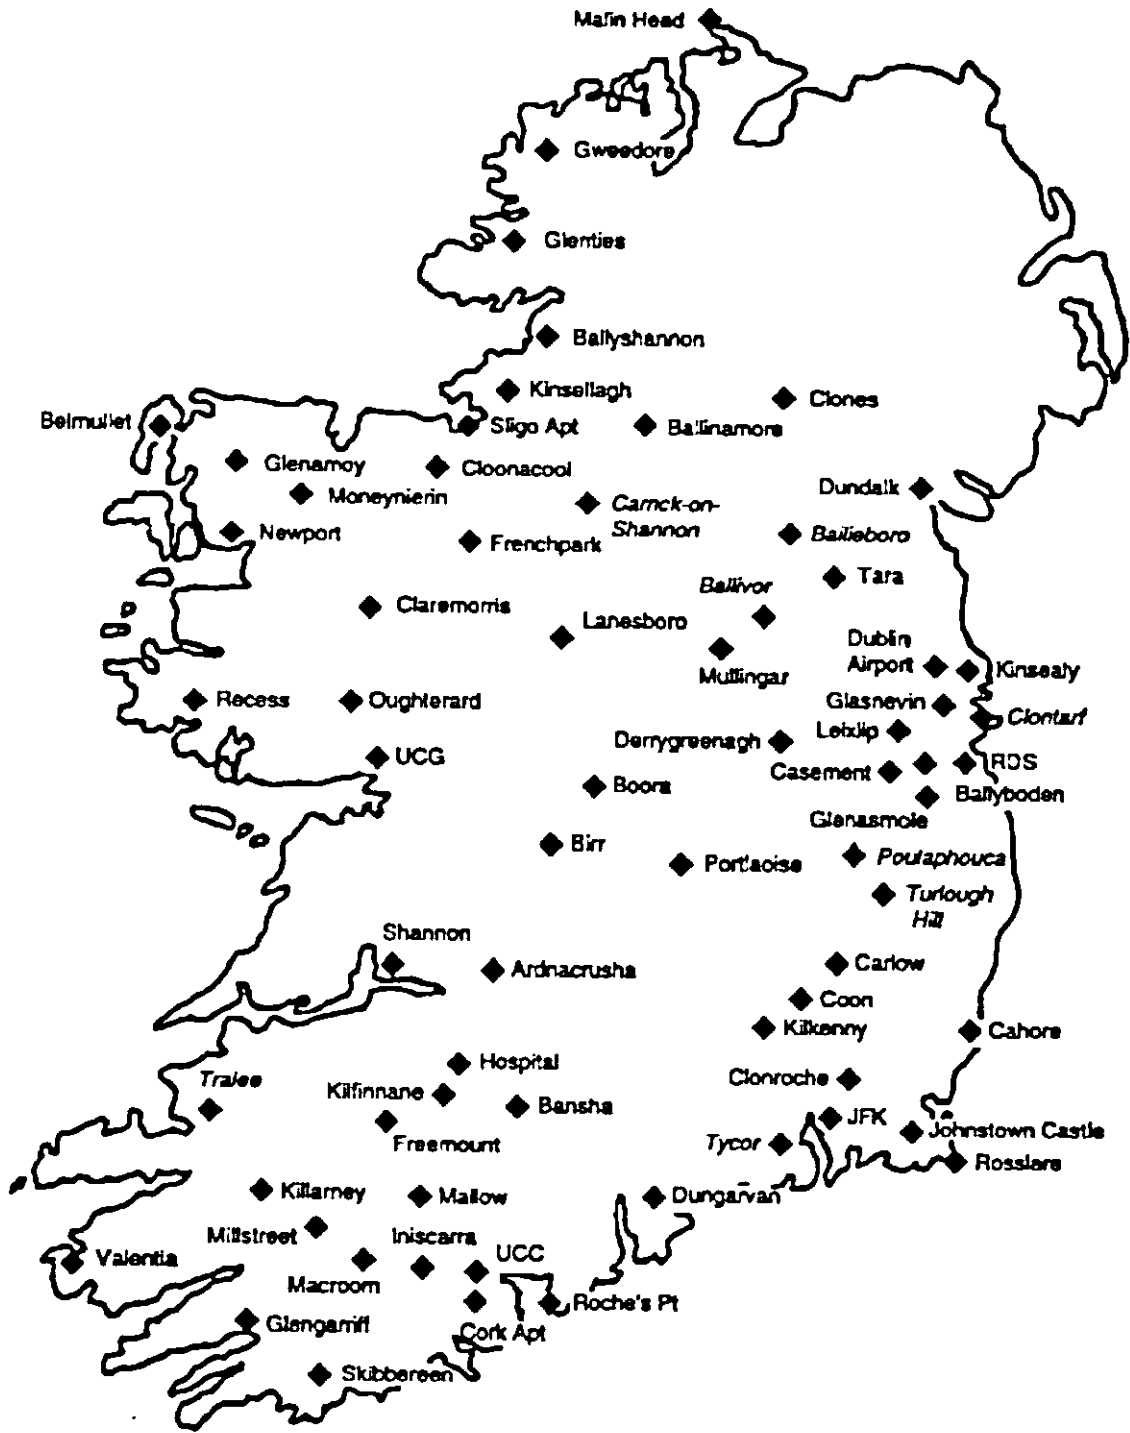 Malin Head
Gweedore
Glenties
Ballyshannon
Kinsellagh
Clones
Belmullet
Sligo Apt
Ballinamore
Glenamoy
Cloonacool
Moneynierin
Dundalk
Carrick-on-
Shannon
Newport
Frenchpark
Bailieboro
Tara
Ballivor
Claremorris
Lanesboro
Dublin
Airport
Mullingar
Kinsealy
Recess
Oughterard
Glasnevin
Clontarf
Leixlip
Derrygreenagh
UCG
Casement
RDS
Boora
Ballyboden
Glenasmole
Birr
Portlaoise
Poulaphouca
Turlough
Hill
Shannon
Ardnacrusha
Carlow
Coon
Kilkenny
Cahore
Hospital
Tralee
Kilfinnane
Clonroche
Bansha
JFK
Freemount
Tycor
Johnstown Castle
Rosslare
Killarney
Mallow
Dungarvan
Millstreet
Iniscarra
Valentia
UCC
Macroom
Roche's Pt
Glengarriff
Cork Apt
Skibbereen